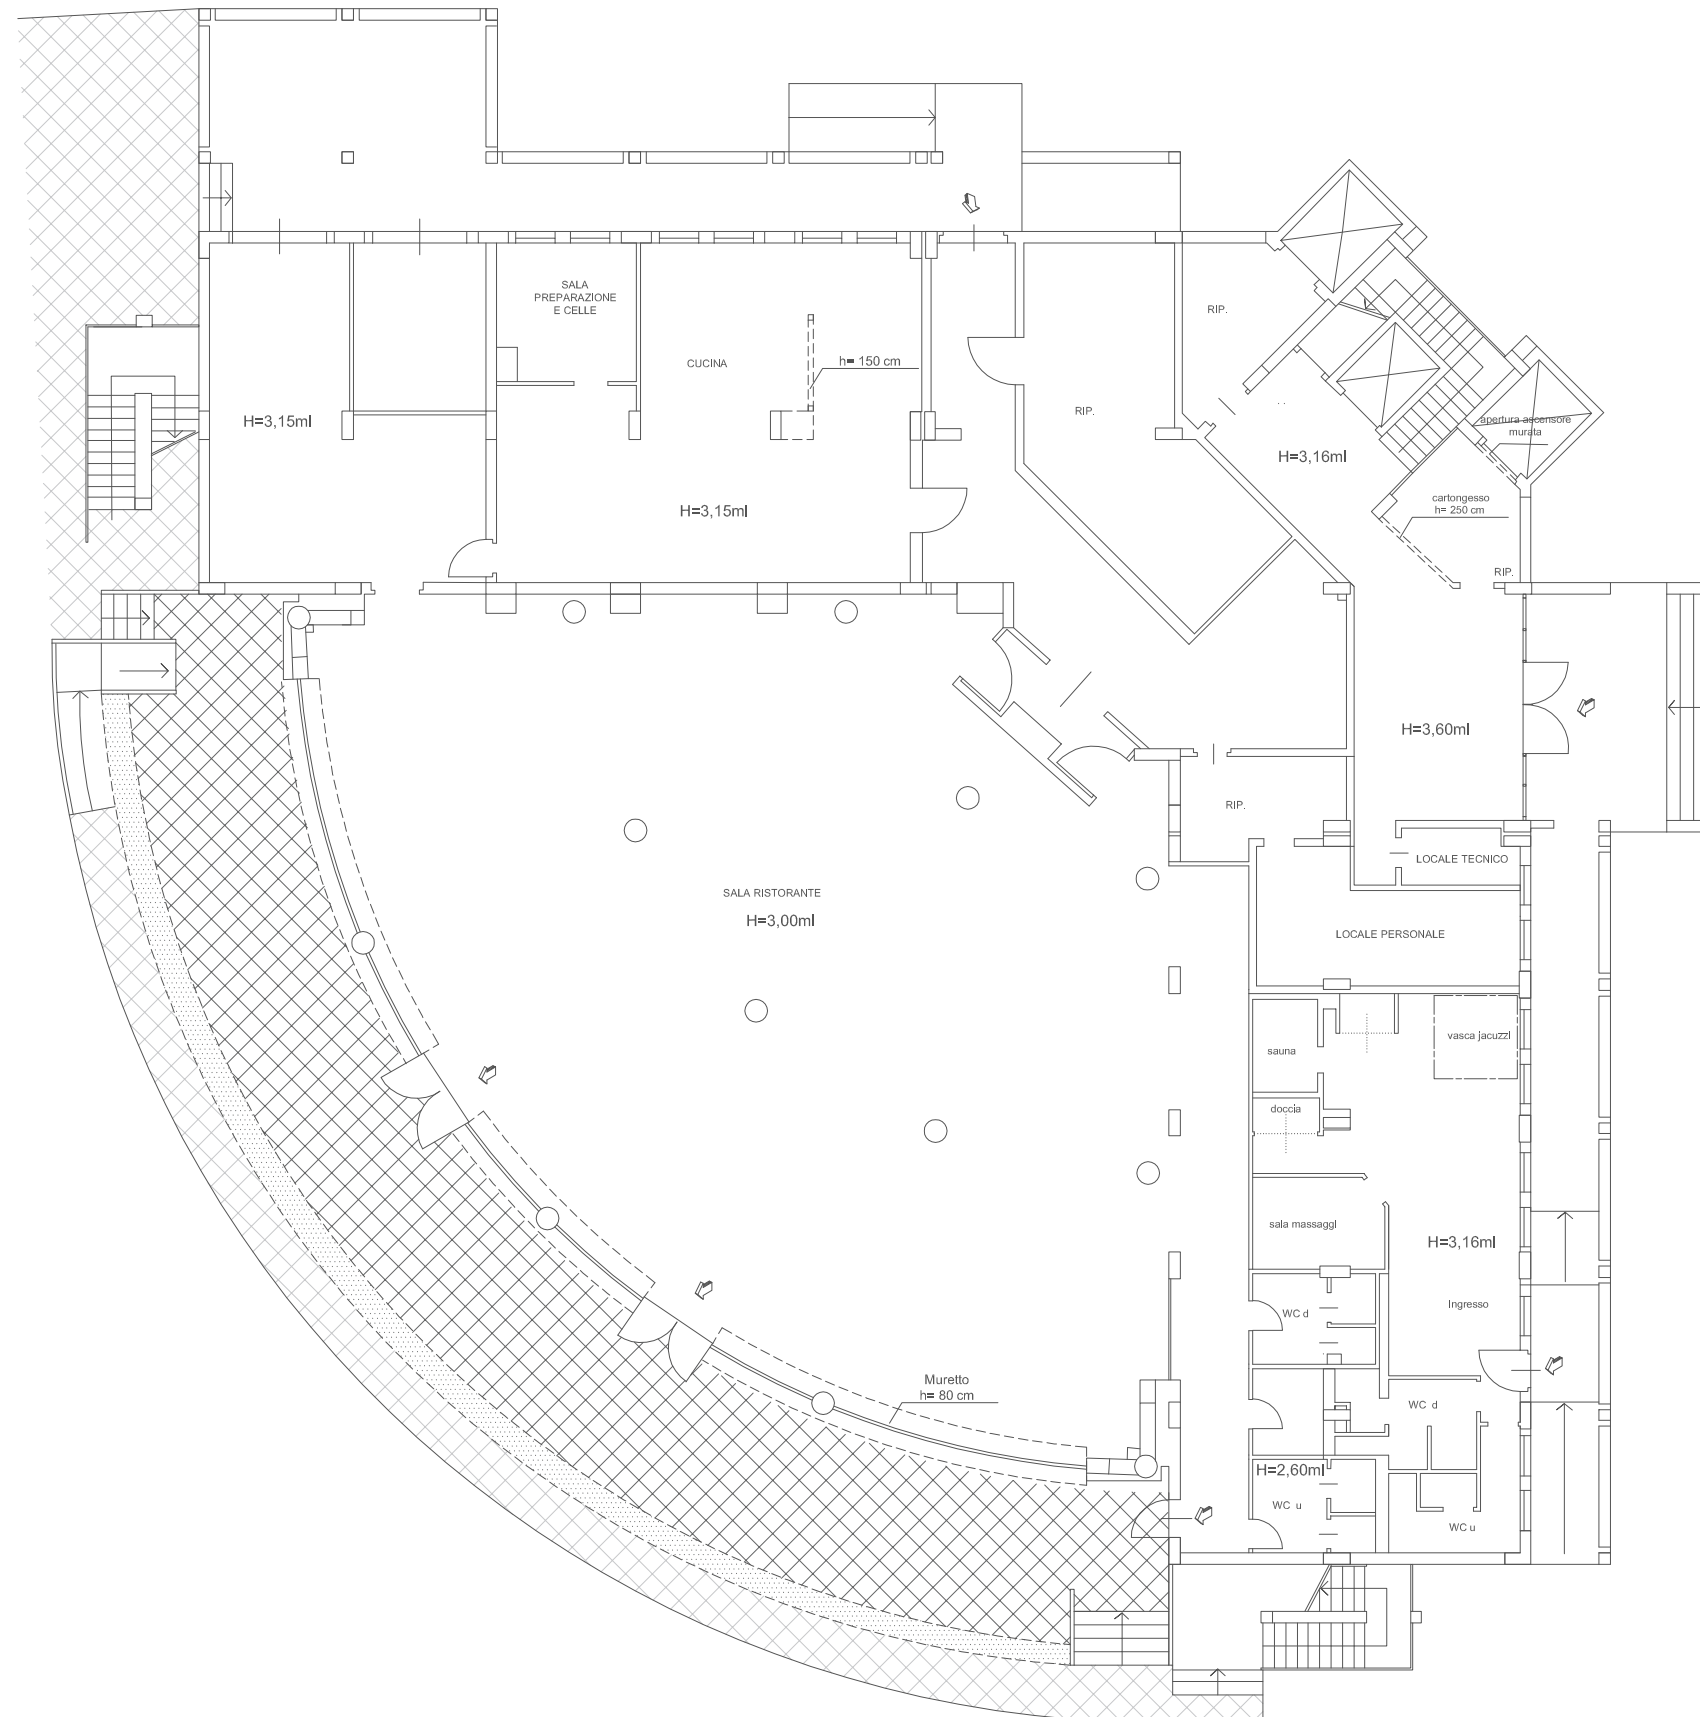 SALA
PREPARAZIONE
E CELLE
RIP.
CUCINA
h= 150 cm
H=3,15ml
RIP.
apertura ascensore
murata
H=3,16ml
cartongesso
h= 250 cm
H=3,15ml
RIP.
H=3,60ml
RIP.
LOCALE TECNICO
SALA RISTORANTE
H=3,00ml
LOCALE PERSONALE
vasca jacuzzi
sauna
doccia
sala massaggi
H=3,16ml
Ingresso
WC d
Muretto
h= 80 cm
WC d
H=2,60ml
WC u
WC u